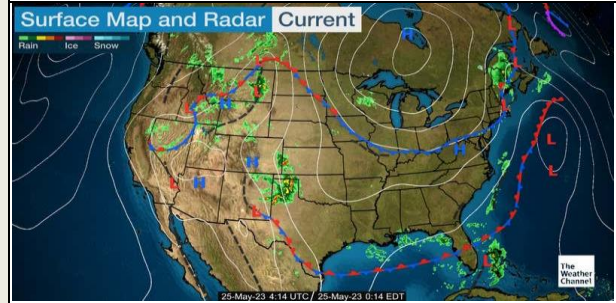 Surface Map and Radar Current
Rain Ice Snow
H
L
L
L
L
H
L
L
H
H
L
L
L
H
L
L
The
Weather
Channel
25-May-23 4:14 UTC / 25-May-23 0:14 EDT